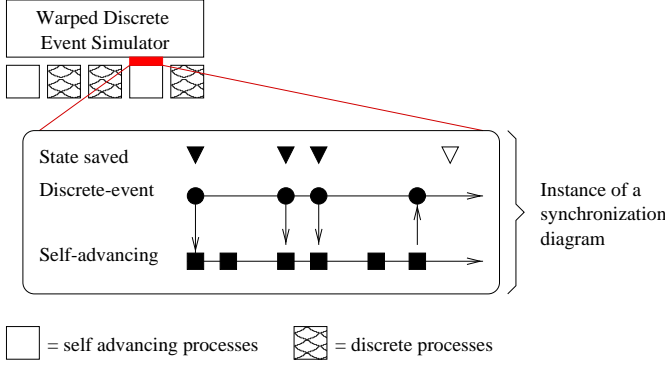 Warped Discrete
Event Simulator
State saved
Discrete-event
Self-advancing
Instance of a
synchronization
diagram
= self advancing processes
= discrete processes